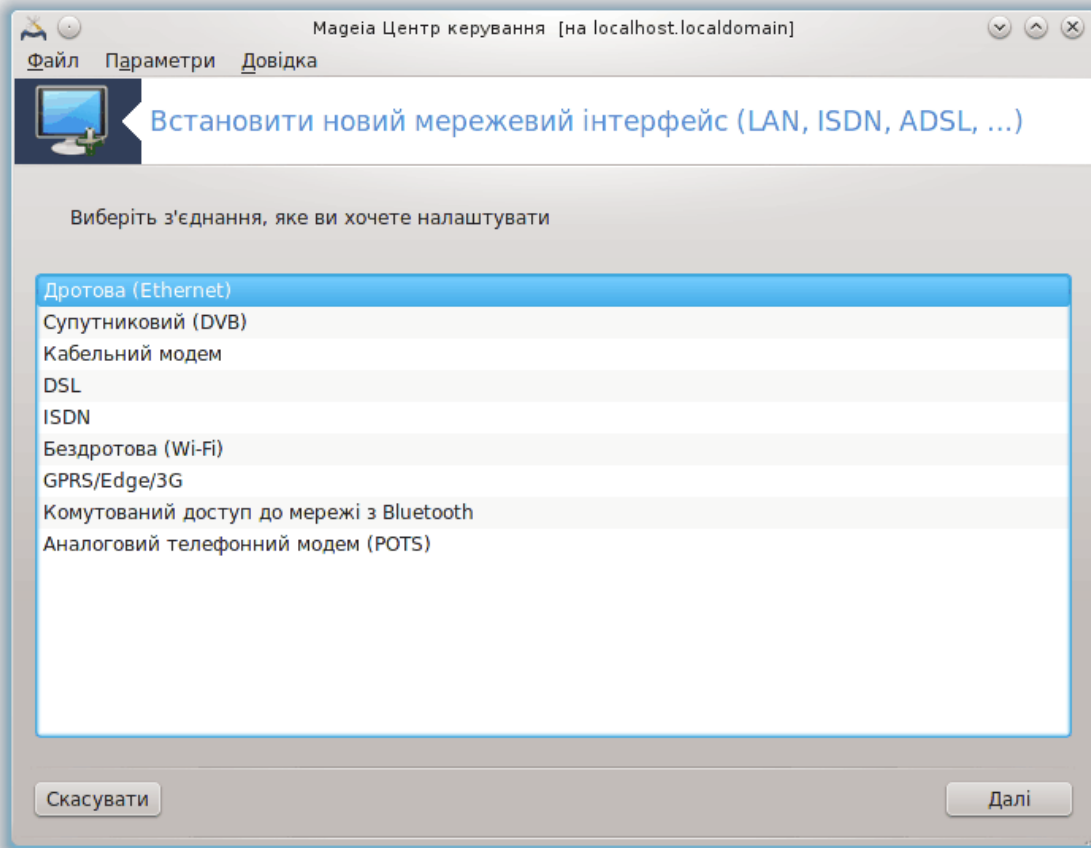 Mageia Центр керування [на localhost.localdomain]
Файл Параметри Довідка
Встановити новий мережевий інтерфейс (LAN, ISDN, ADSL, ...)
Виберіть з'єднання, яке ви хочете налаштувати
Дротова (Ethernet)
Супутниковий (DVB)
Кабельний модем
DSL
ISDN
Бездротова (Wi-Fi)
GPRS/Edge/3G
Комутований доступ до мережі з Bluetooth
Аналоговий телефонний модем (POTS)
Скасувати Далі